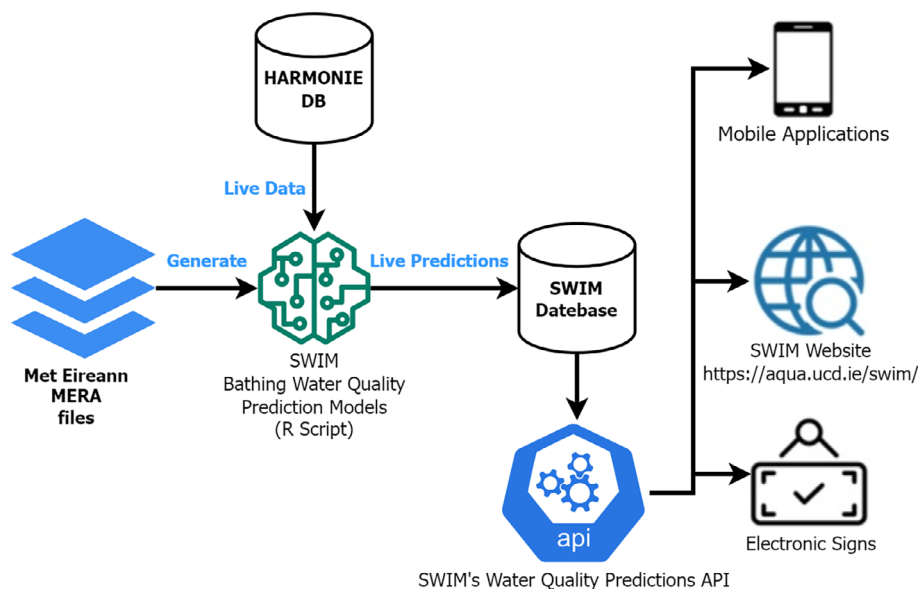 HARMONIE
DB
Mobile Applications
Live Data
Generate
Live Predictions
SWIM
Datebase
Met Eireann
MERA
files
SWIM
Bathing Water Quality
Prediction Models
(R Script)
SWIM Website
https://aqua.ucd.ie/swim/
api
SWIM's Water Quality Predictions API
Electronic Signs